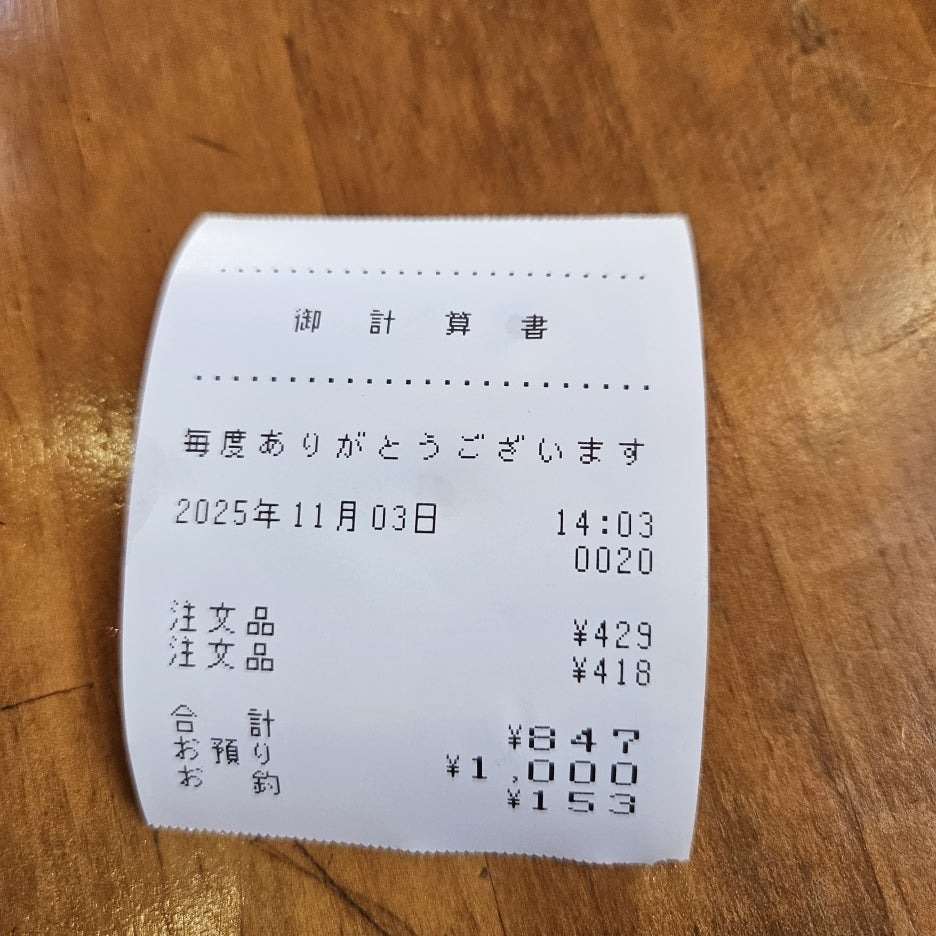 御計算書
毎度ありがとうございます
2025年11月03日 14:03
0020
注文品 ¥429
注文品 ¥418
合計 ¥847
お預り ¥1,000
お釣 ¥153